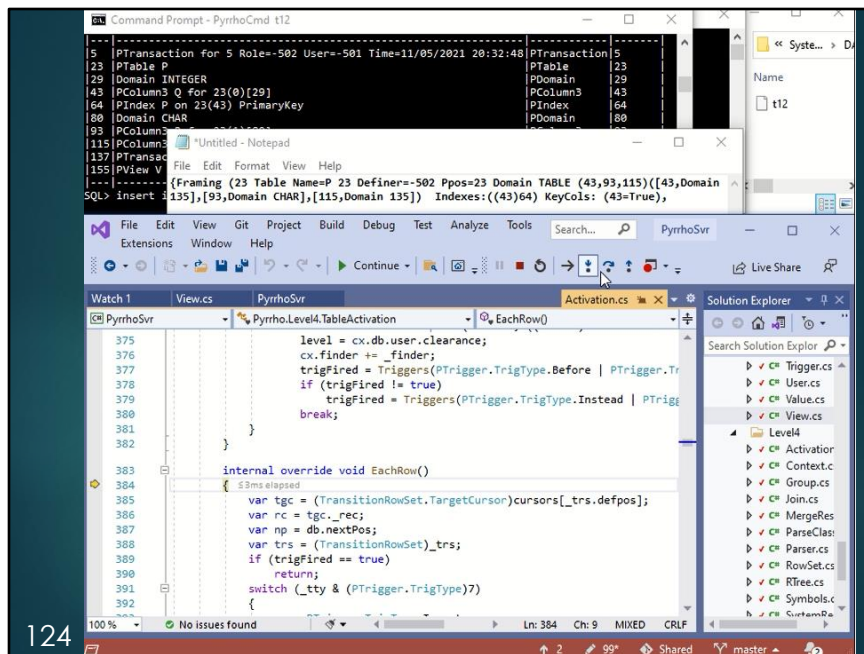 Command Prompt - PyrrhoCmd t12
|---|---------------------------------------------------------|------------|-------|
|5 |PTransaction for 5 Role=-502 User=-501 Time=11/05/2021 20:32:48|PTransaction|5 |
|23 |PTable P |PTable |23 |
|29 |Domain INTEGER |PDomain |29 |
|43 |PColumn3 Q for 23(0)[29] |PColumn3 |43 |
|64 |PIndex P on 23(43) PrimaryKey |PIndex |64 |
|80 |Domain CHAR |PDomain |80 |
|93 |PColumn3
|115|PColumn3
|137|PTransac
|155|PView V
SQL> insert i
« Syste... > DA
Name
t12
*Untitled - Notepad
File Edit Format View Help
{Framing (23 Table Name=P 23 Definer=-502 Ppos=23 Domain TABLE (43,93,115)([43,Domain
135],[93,Domain CHAR],[115,Domain 135]) Indexes:((43)64) KeyCols: (43=True),
File Edit View Git Project Build Debug Test Analyze Tools Search... PyrrhoSvr
Extensions Window Help
Continue Live Share
Watch 1 View.cs PyrrhoSvr Activation.cs
PyrrhoSvr Pyrrho.Level4.TableActivation EachRow()
375 level = cx.db.user.clearance;
376 cx.finder += _finder;
377 trigFired = Triggers(PTrigger.TrigType.Before | PTrigger.Tr
378 if (trigFired != true)
379 trigFired = Triggers(PTrigger.TrigType.Instead | PTrigg
380 break;
381 }
382 }
383 internal override void EachRow()
384 { ≤3ms elapsed
385 var tgc = (TransitionRowSet.TargetCursor)cursors[_trs.defpos];
386 var rc = tgc._rec;
387 var np = db.nextPos;
388 var trs = (TransitionRowSet)_trs;
389 if (trigFired == true)
390 return;
391 switch (_tty & (PTrigger.TrigType)7)
392 {
100 % No issues found Ln: 384 Ch: 9 MIXED CRLF
Solution Explorer
Search Solution Explor
C# Trigger.cs
C# User.cs
C# Value.cs
C# View.cs
Level4
C# Activation
C# Context.c
C# Group.cs
C# Join.cs
C# MergeRes
C# ParseClas
C# Parser.cs
C# RowSet.cs
C# RTree.cs
C# Symbols.c
C# SystemRe
2 99* Shared master
124